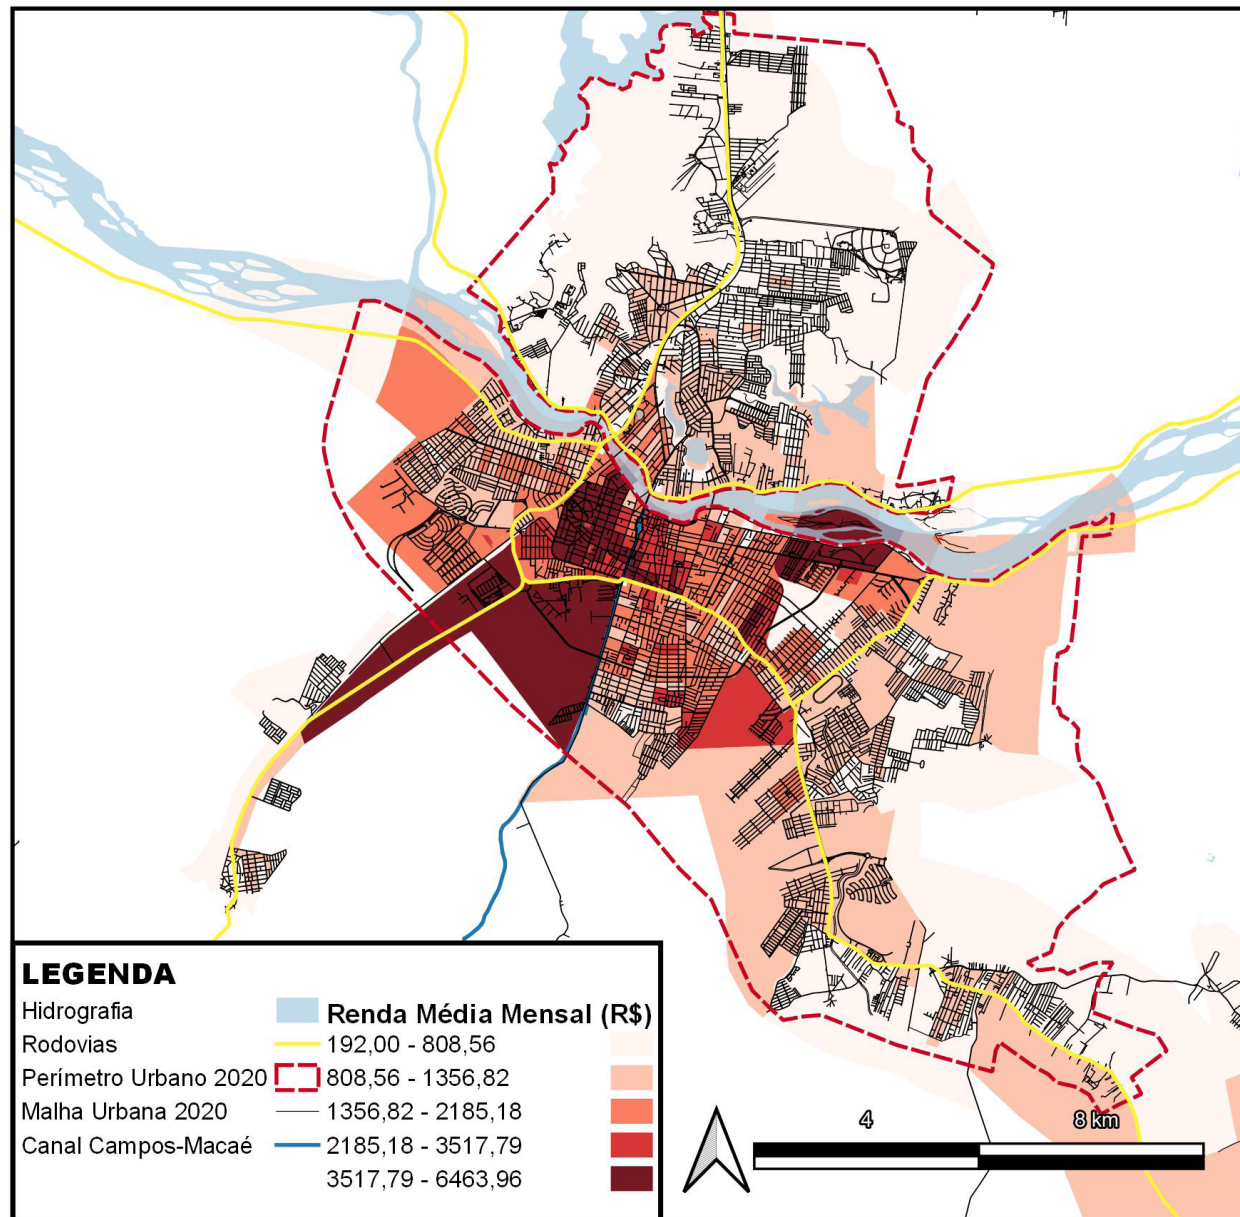 4
8 km
LEGENDA
Hidrografia
Renda Média Mensal (R$)
Rodovias
192,00 - 808,56
Perímetro Urbano 2020
808,56 - 1356,82
Malha Urbana 2020
1356,82 - 2185,18
Canal Campos-Macaé
2185,18 - 3517,79
3517,79 - 6463,96